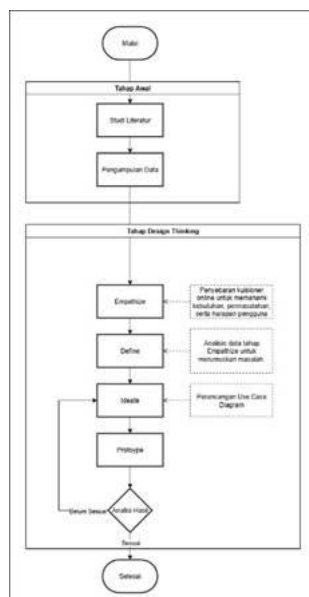 Mulai
Tahap Awal
Studi Literatur
Pengumpulan Data
Tahap Design Thinking
Empathize
Penyebaran kuisioner
online untuk memahami
kebutuhan, permasalahan,
serta harapan pengguna
Define
Analisis data tahap
Empathize untuk
merumuskan masalah
Ideate
Perancangan Use Case
Diagram
Prototype
Analisis Hasil
Belum Sesuai
Sesuai
Selesai